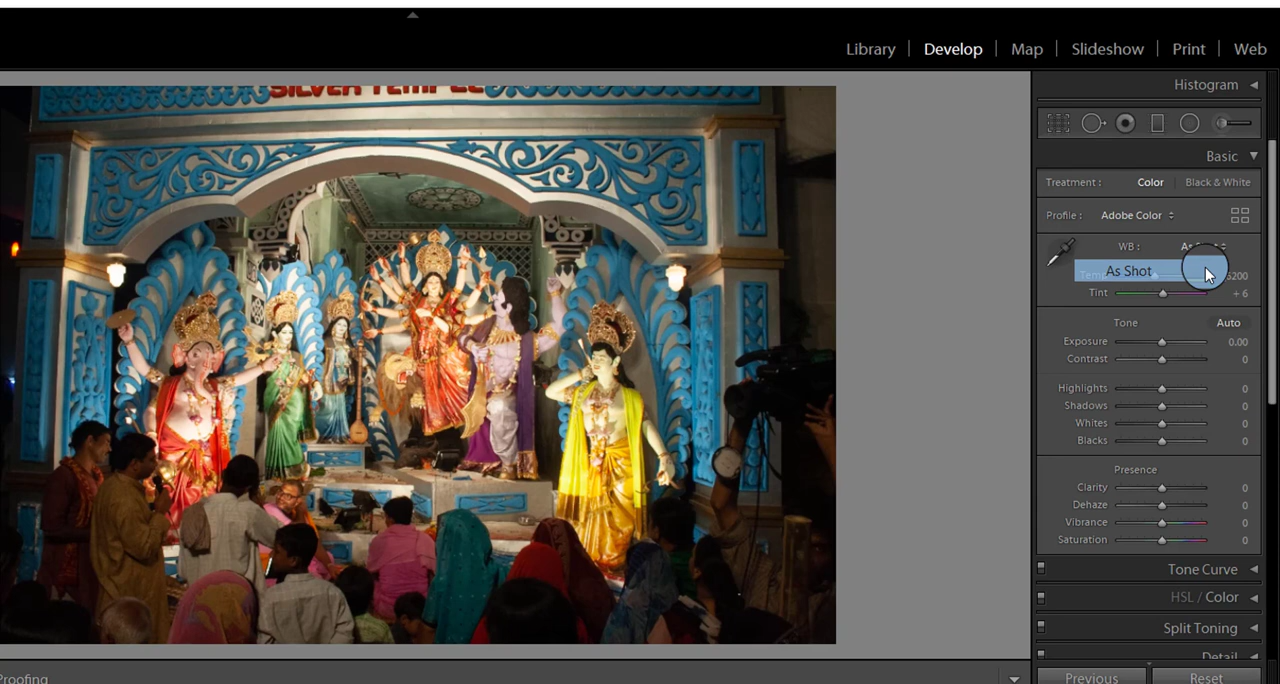 Library | Develop | Map | Slideshow | Print | Web
SILVER TEMPLE
Histogram
Basic
Treatment : Color | Black & White
Profile : Adobe Color
WB :
As Shot
Tint + 6
Tone Auto
Exposure 0.00
Contrast 0
Highlights 0
Shadows 0
Whites 0
Blacks 0
Presence
Clarity 0
Dehaze 0
Vibrance 0
Saturation 0
Tone Curve
HSL / Color
Split Toning
Detail
Proofing
Previous Reset